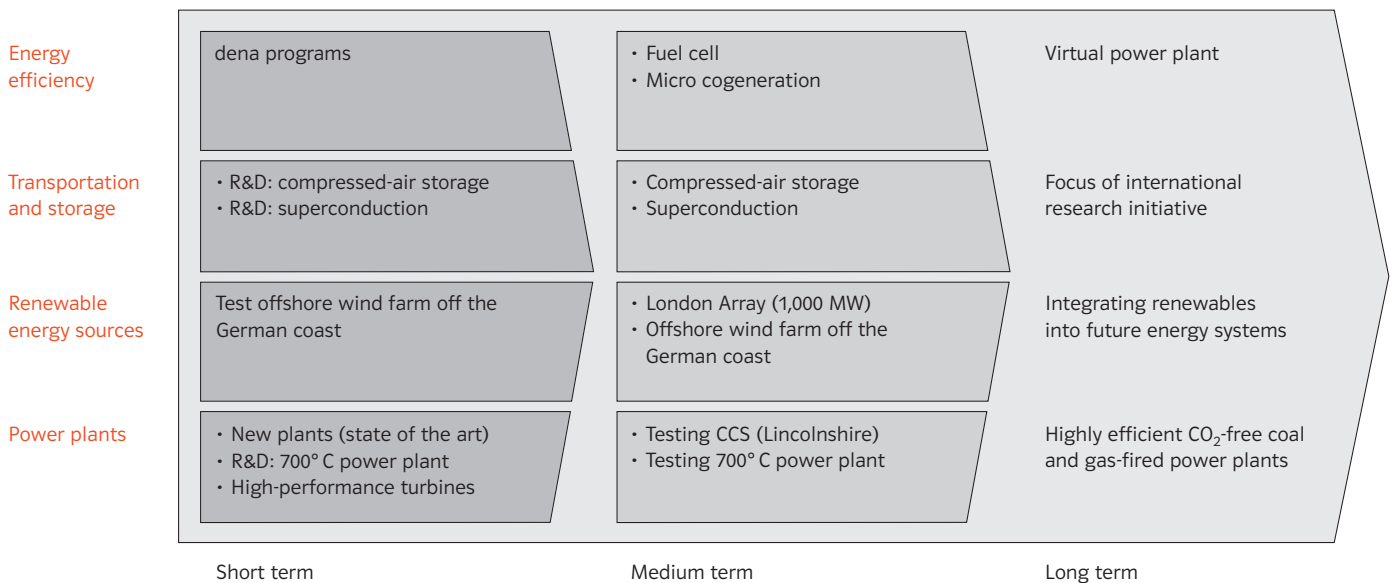 Energy
efficiency
dena programs
· Fuel cell
· Micro cogeneration
Virtual power plant
Transportation
and storage
· R&D: compressed-air storage
· R&D: superconduction
· Compressed-air storage
· Superconduction
Focus of international
research initiative
Renewable
energy sources
Test offshore wind farm off the
German coast
· London Array (1,000 MW)
· Offshore wind farm off the
German coast
Integrating renewables
into future energy systems
Power plants
· New plants (state of the art)
· R&D: 700° C power plant
· High-performance turbines
· Testing CCS (Lincolnshire)
· Testing 700° C power plant
Highly efficient CO₂-free coal
and gas-fired power plants
Short term
Medium term
Long term